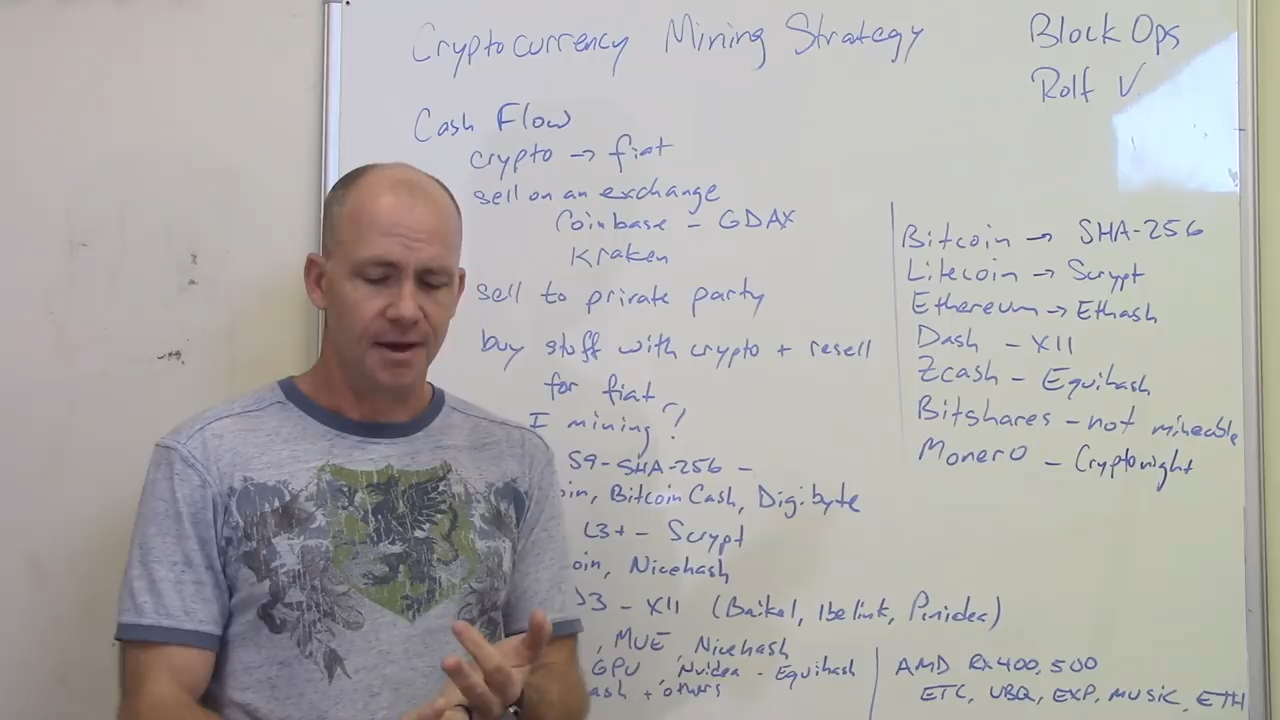 Cryptocurrency Mining Strategy
Block Ops
Rolf V.
Cash Flow
crypto → fiat
sell on an exchange
Coinbase - GDAX
Kraken
sell to private party
buy stuff with crypto + resell
for fiat
I mining?
S9-SHA-256 -
Bitcoin Cash, Digibyte
L3+ - Scrypt
Nicehash
D3 - X11 (Baikal, Ibelink, Pinidea)
, MUE, Nicehash
GPU Nvidea - Equihash
+ others
Bitcoin → SHA-256
Litecoin → Scrypt
Ethereum → Ethash
Dash - X11
Zcash - Equihash
Bitshares - not mineable
Monero - Cryptonight
AMD RX400, 500
ETC, UBQ, EXP, MUSIC, ETH